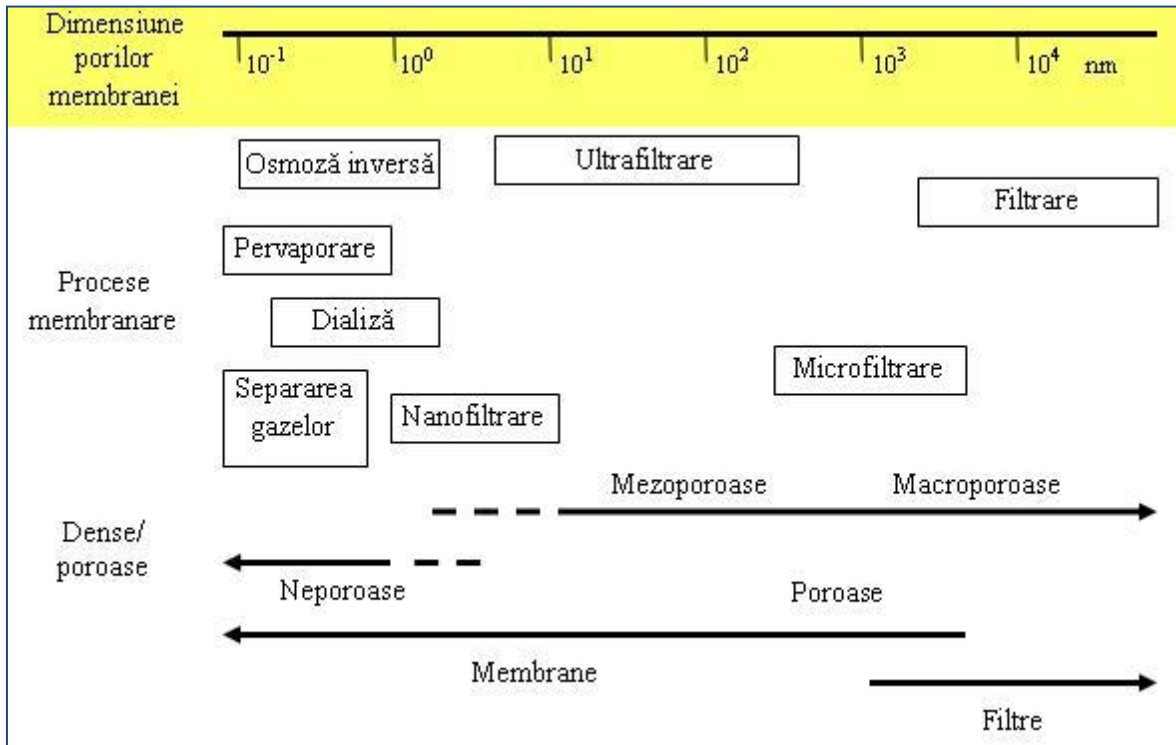 Dimensiune
porilor
membranei
10⁻¹ 10⁰ 10¹ 10² 10³ 10⁴ nm
Osmoză inversă
Ultrafiltrare
Filtrare
Pervaporare
Procese
membranare
Dializă
Microfiltrare
Separarea
gazelor
Nanofiltrare
Mezoporoase Macroporoase
Dense/
poroase
Neporoase Poroase
Membrane
Filtre